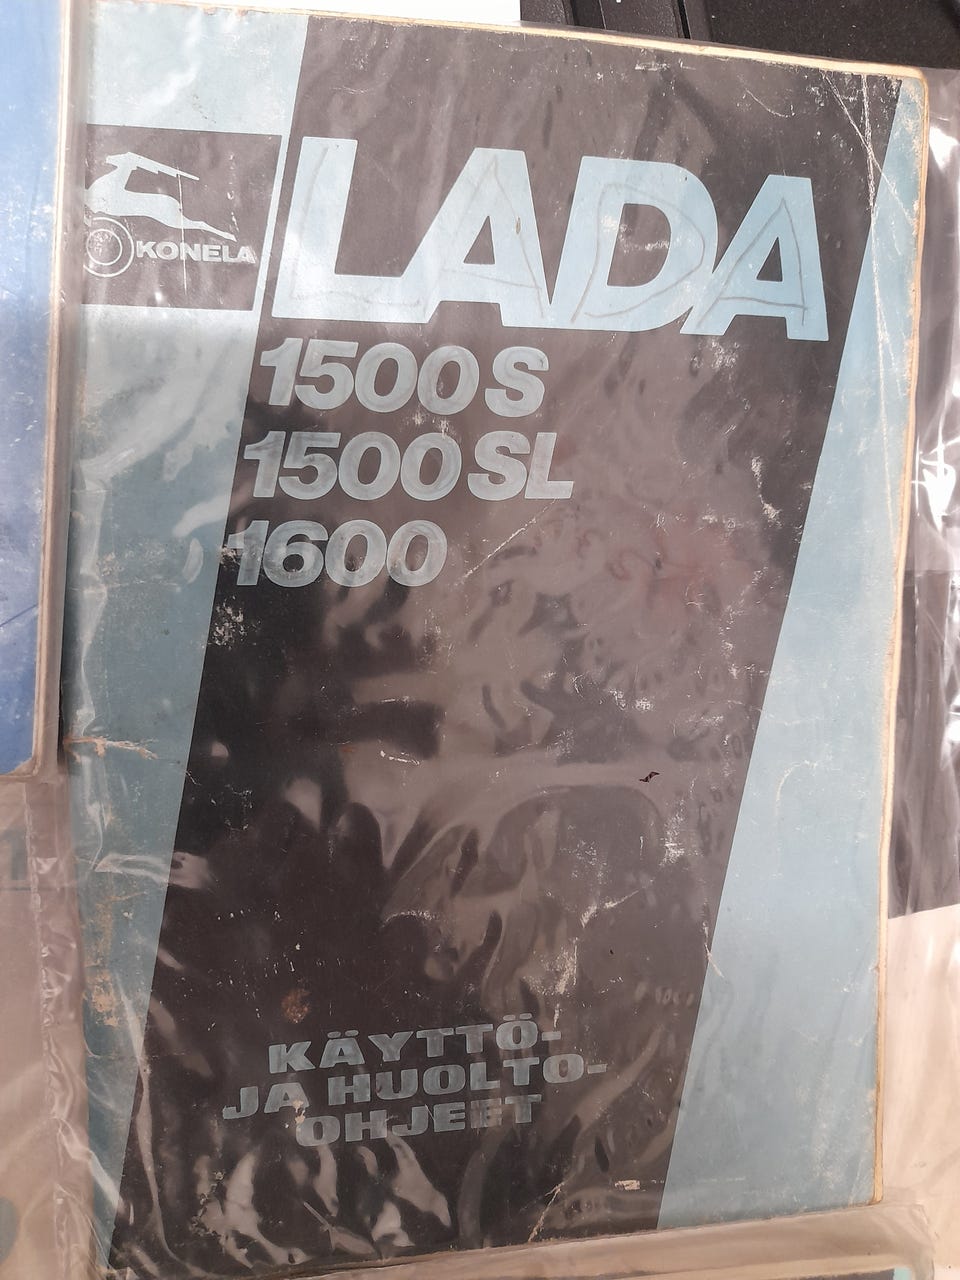 KONELA
LADA
1500 S
1500 SL
1600
KÄYTTÖ-
JA HUOLTO-
OHJEET